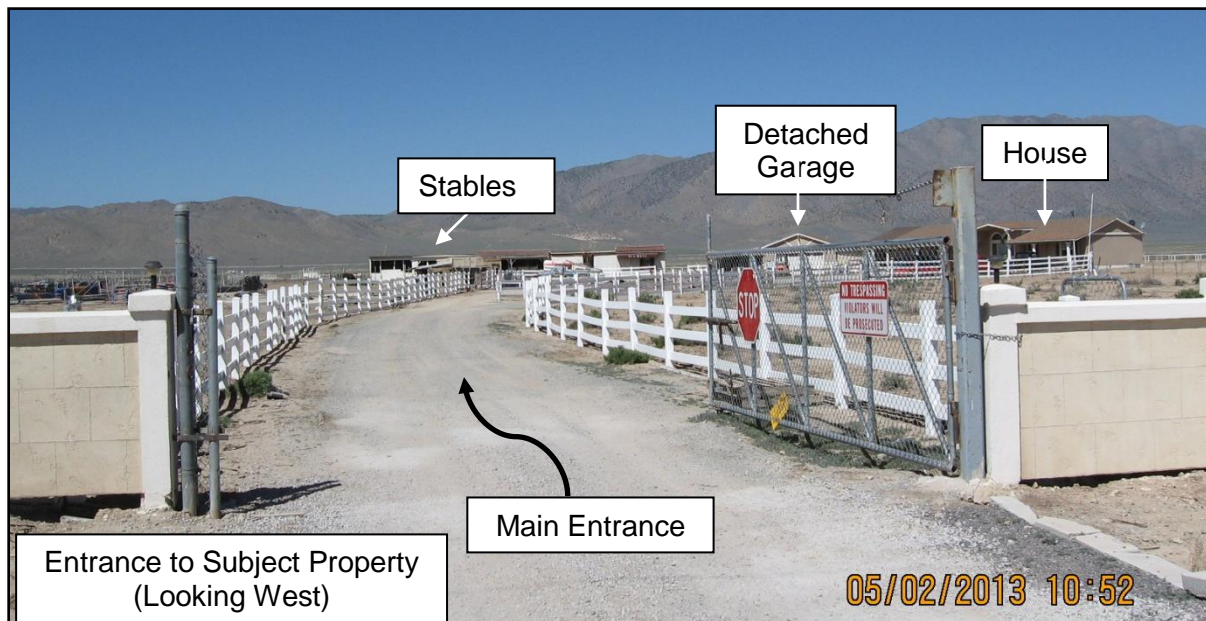 Detached
Garage
House
Stables
STOP
NO TRESPASSING
VIOLATORS WILL
BE PROSECUTED
Main Entrance
Entrance to Subject Property
(Looking West)
05/02/2013 10:52